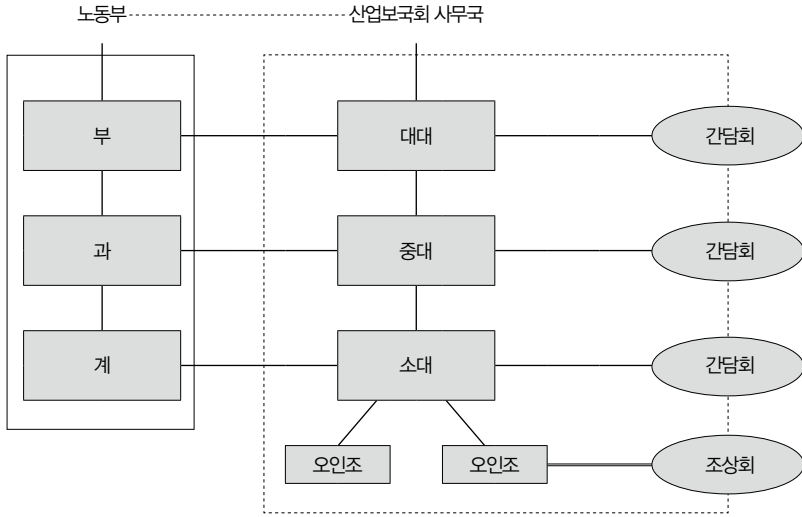 노동부 산업보국회 사무국
부 대대 간담회
과 중대 간담회
계 소대 간담회
오인조 오인조 조상회